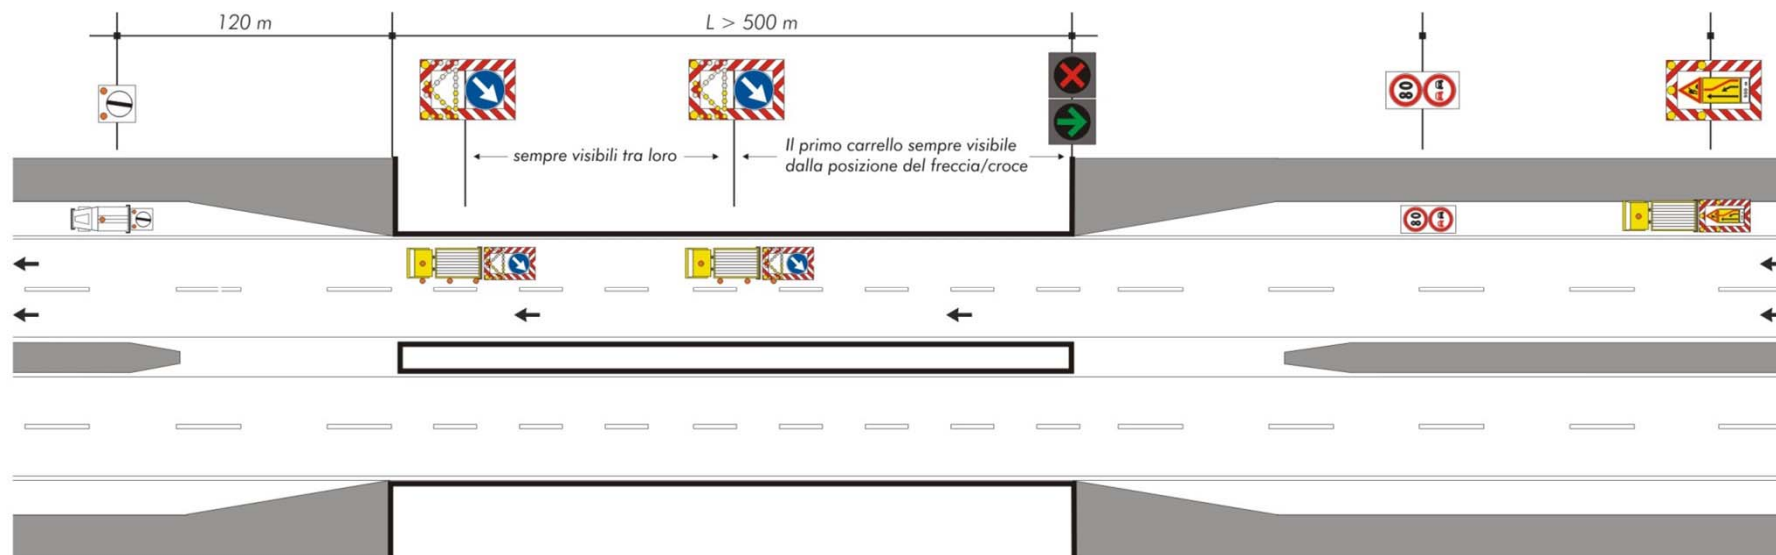 120 m
L > 500 m
80
sempre visibili tra loro
Il primo carrello sempre visibile
dalla posizione del freccia/croce
80